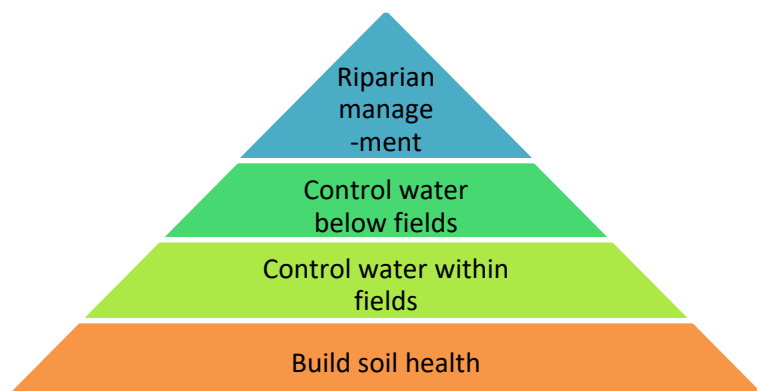 Riparian
manage
-ment
Control water
below fields
Control water within
fields
Build soil health